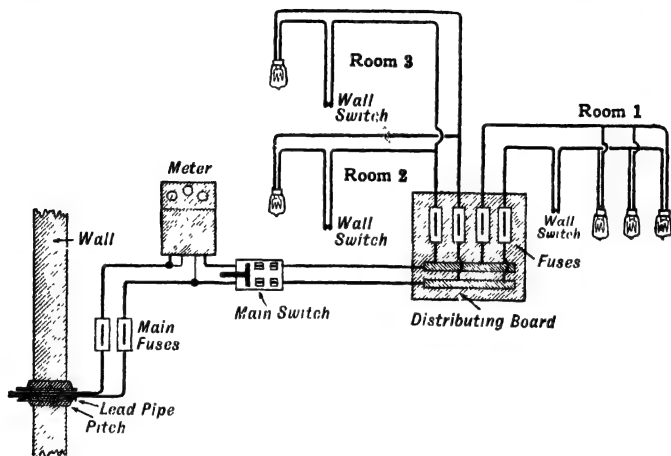 Room 3
Wall
Switch
Room 1
Meter
Room 2
Wall
Wall
Switch
Wall
Switch
Fuses
Main Switch
Distributing Board
Main
Fuses
Lead Pipe
Pitch